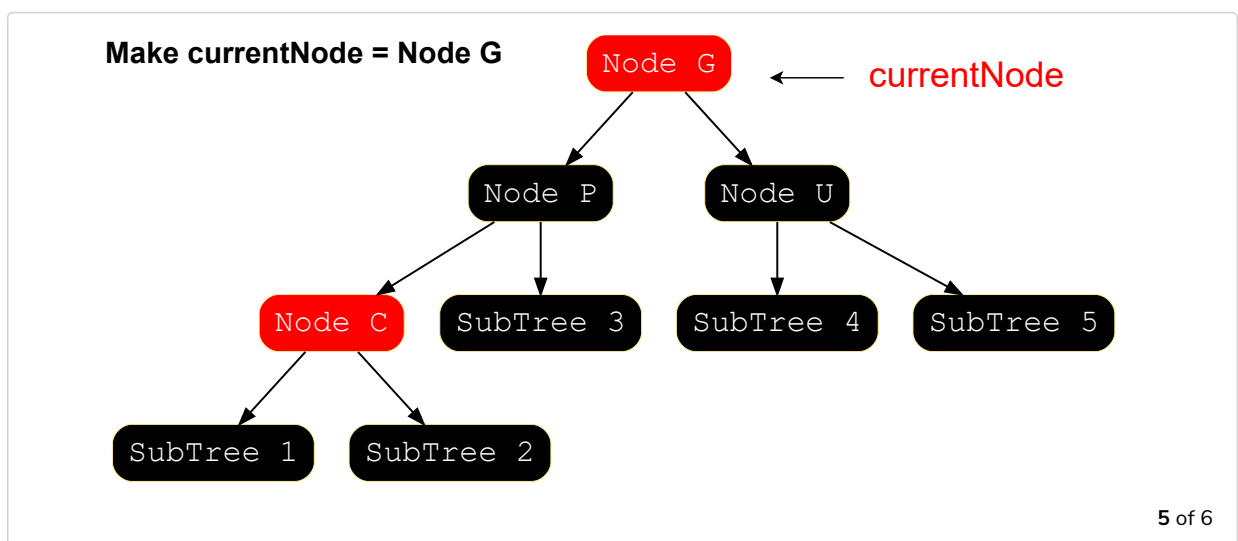 Make currentNode = Node G
Node G
currentNode
Node P
Node U
Node C
SubTree 3
SubTree 4
SubTree 5
SubTree 1
SubTree 2
5 of 6